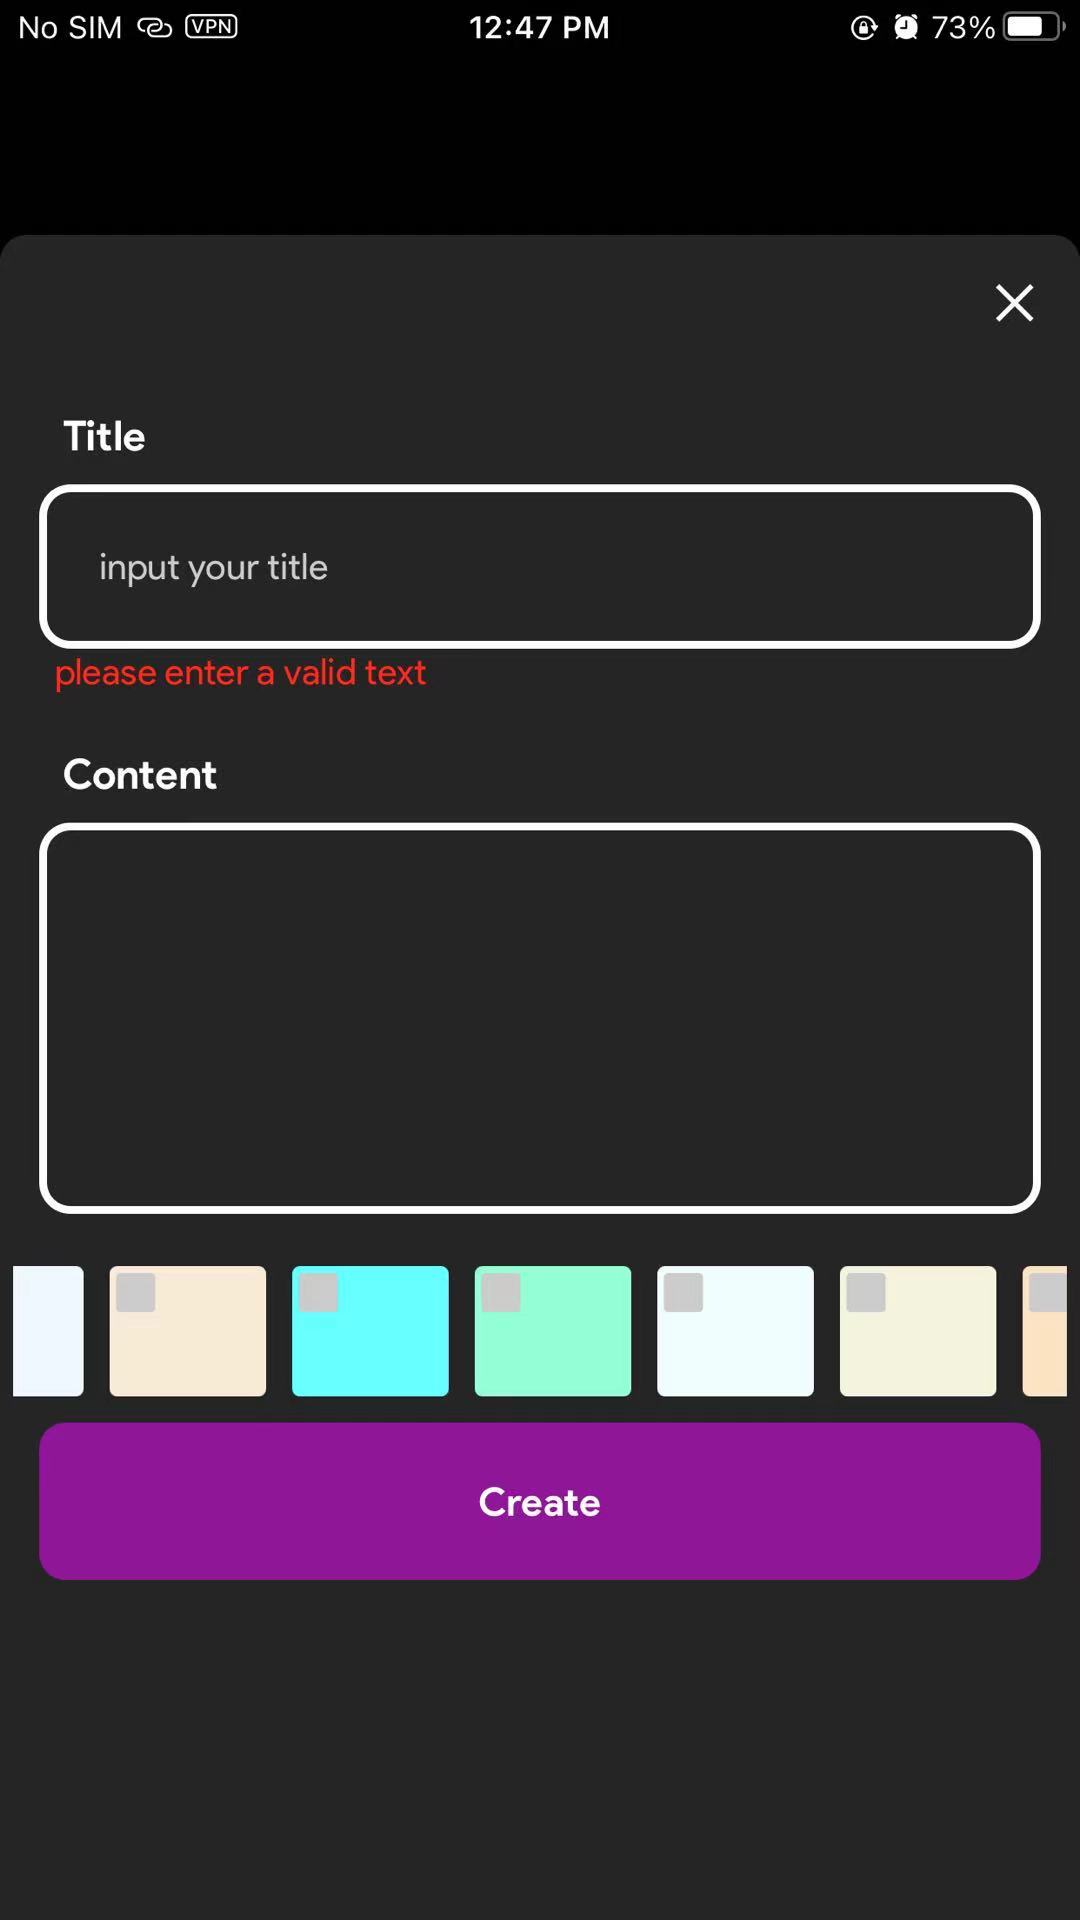 No SIM VPN 12:47 PM 73%
Title
input your title
please enter a valid text
Content
Create